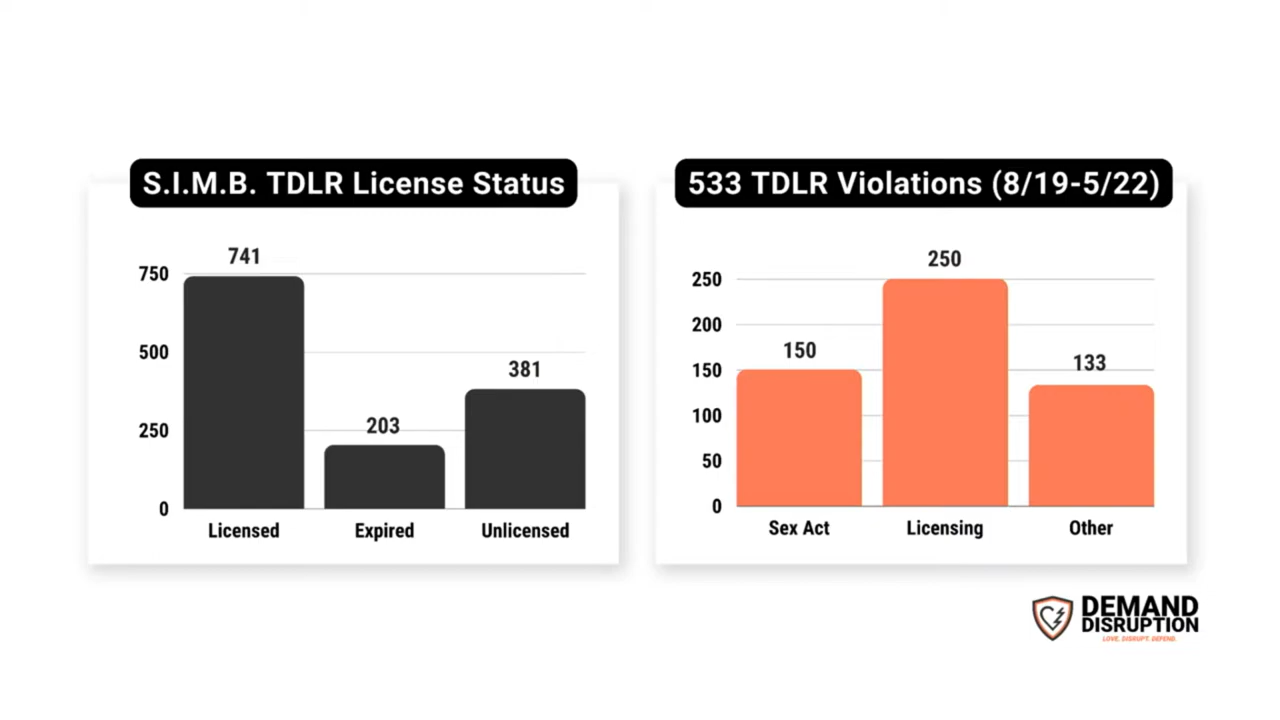 S.I.M.B. TDLR License Status
741
750
500
381
250
203
0
Licensed Expired Unlicensed
533 TDLR Violations (8/19-5/22)
250
250
200
150
150
133
100
50
0
Sex Act Licensing Other
DEMAND
DISRUPTION
LOVE. DISRUPT. DEFEND.